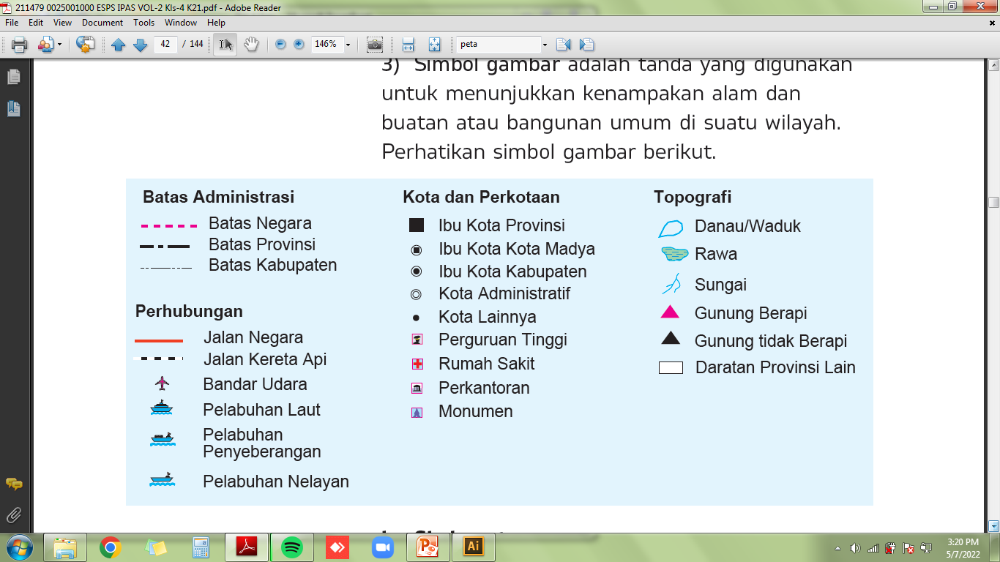 211479 0025001000 ESPS IPAS VOL-2 Kls-4 K21.pdf - Adobe Reader
File Edit View Document Tools Window Help
42 / 144 146% peta
3) Simbol gambar adalah tanda yang digunakan
untuk menunjukkan kenampakan alam dan
buatan atau bangunan umum di suatu wilayah.
Perhatikan simbol gambar berikut.
Batas Administrasi
Batas Negara
Batas Provinsi
Batas Kabupaten
Perhubungan
Jalan Negara
Jalan Kereta Api
Bandar Udara
Pelabuhan Laut
Pelabuhan
Penyeberangan
Pelabuhan Nelayan
Kota dan Perkotaan
Ibu Kota Provinsi
Ibu Kota Kota Madya
Ibu Kota Kabupaten
Kota Administratif
Kota Lainnya
Perguruan Tinggi
Rumah Sakit
Perkantoran
Monumen
Topografi
Danau/Waduk
Rawa
Sungai
Gunung Berapi
Gunung tidak Berapi
Daratan Provinsi Lain
Ai
3:20 PM
5/7/2022